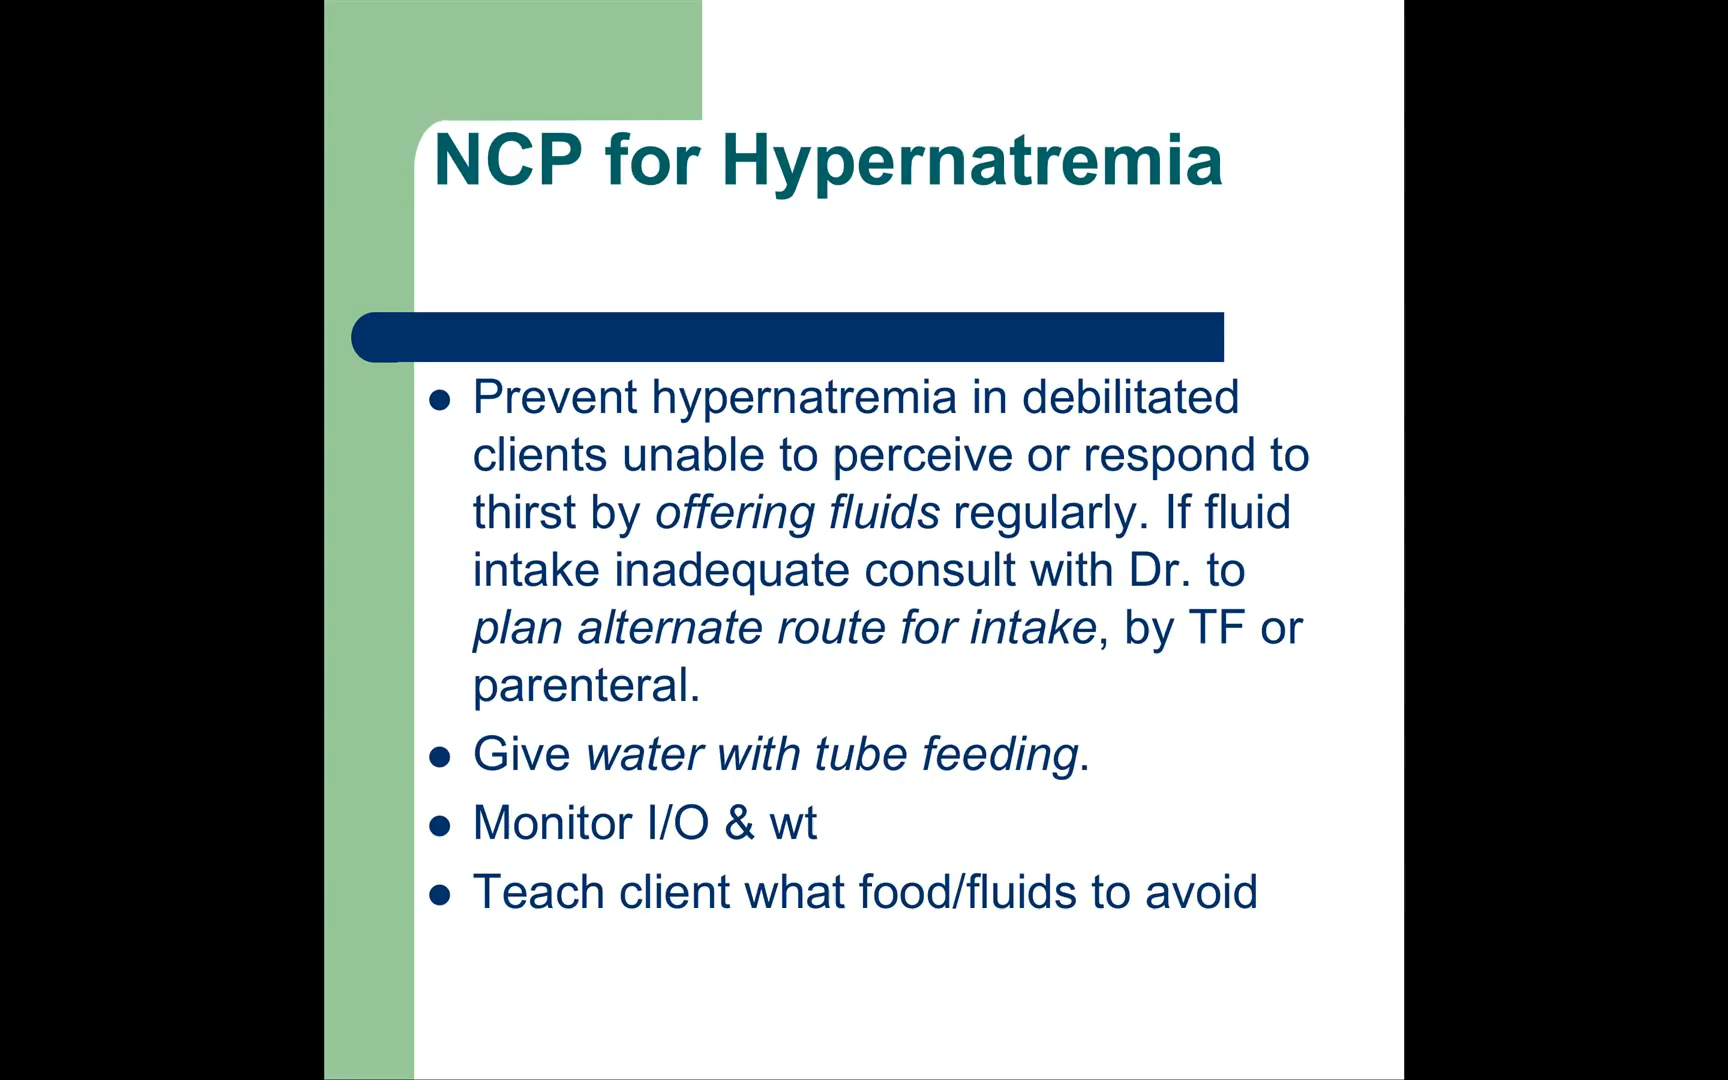 NCP for Hypernatremia
● Prevent hypernatremia in debilitated
clients unable to perceive or respond to
thirst by offering fluids regularly. If fluid
intake inadequate consult with Dr. to
plan alternate route for intake, by TF or
parenteral.
● Give water with tube feeding.
● Monitor I/O & wt
● Teach client what food/fluids to avoid